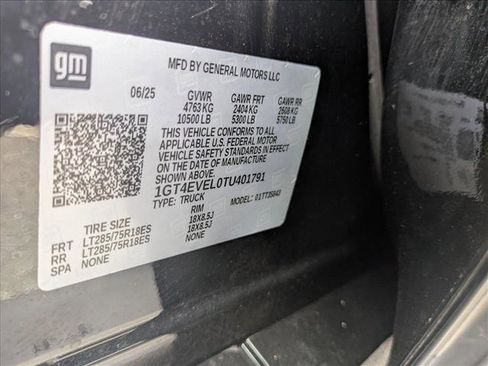 gm
MFD BY GENERAL MOTORS LLC
06/25 GVWR GAWR FRT GAWR RR
4763 KG 2404 KG 2608 KG
10500 LB 5300 LB 5750 LB
THIS VEHICLE CONFORMS TO ALL
APPLICABLE U.S. FEDERAL MOTOR
VEHICLE SAFETY STANDARDS IN EFFECT
ON THE DATE OF MANUFACTURE
SHOWN ABOVE.
1GT4EVEL0TU401791
TYPE: TRUCK MODEL:
TIRE SIZE RIM
FRT LT285/75R18ES 18X8.5J
RR LT285/75R18ES 18X8.5J
SPA NONE NONE